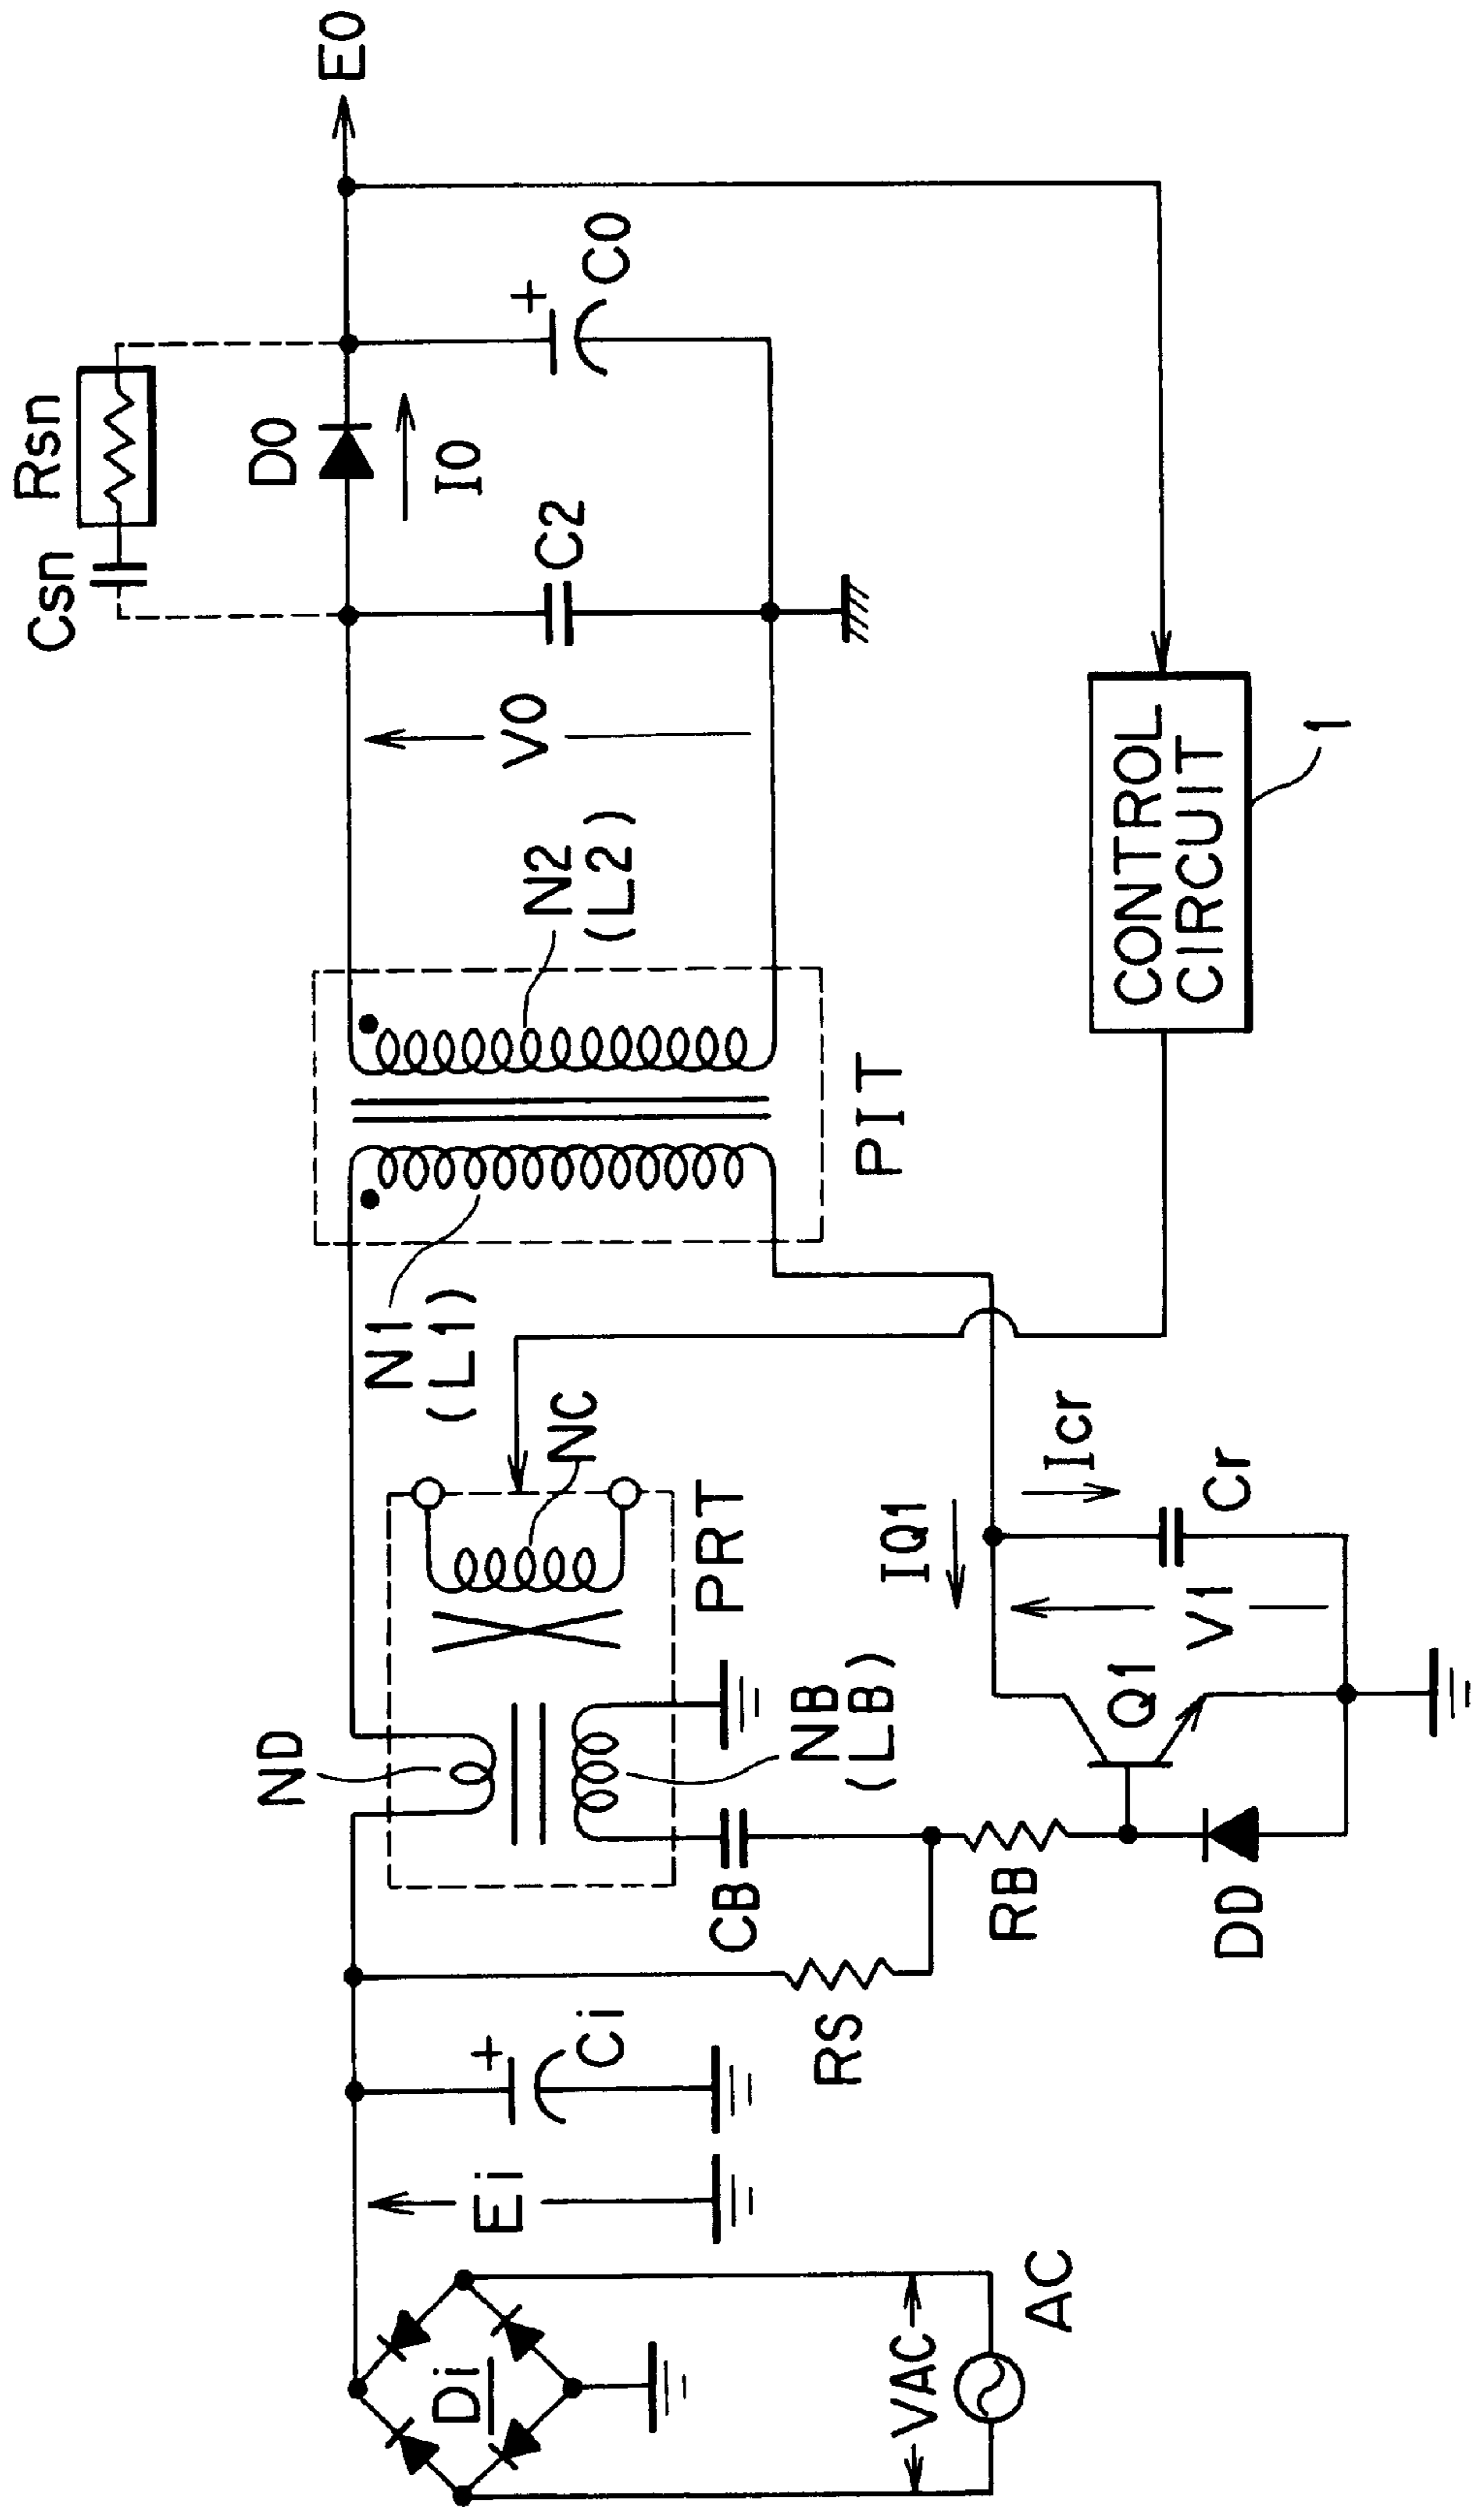 Csn
Rsn
D0
E0
I0
C2
C0
+
V0
N2
(L2)
N1
(L1)
PIT
ND
NC
PRT
NB
(LB)
CB
Di
Ei
+
Ci
RS
RB
VAC
AC
IQ1
Icr
Q1
V1
Cr
DD
CONTROL
CIRCUIT
1